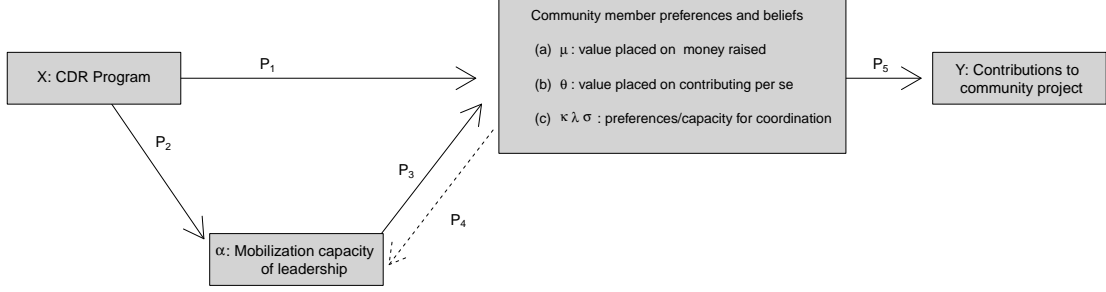 Community member preferences and beliefs
(a) μ : value placed on money raised
(b) θ : value placed on contributing per se
(c) κ λ σ : preferences/capacity for coordination
X: CDR Program
P₁
P₅
Y: Contributions to
community project
P₂
P₃
P₄
α: Mobilization capacity
of leadership